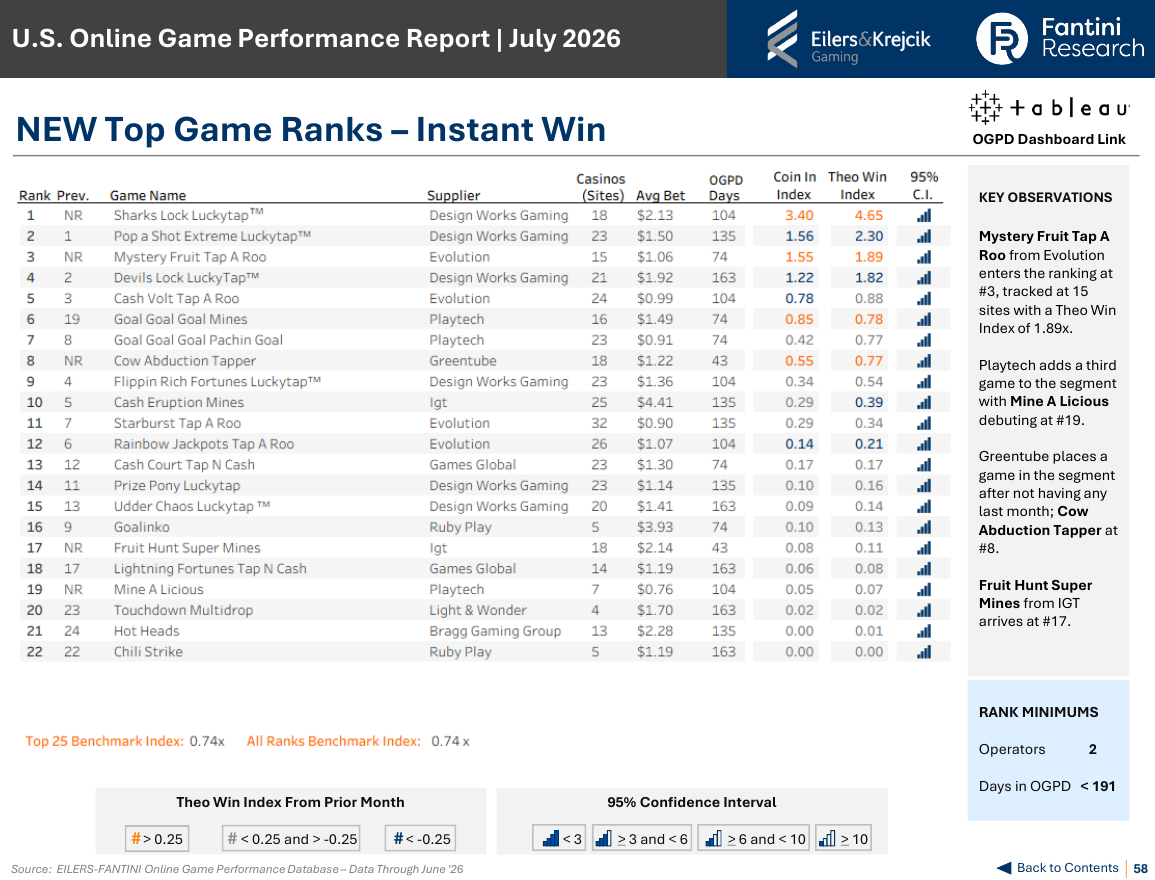 U.S. Online Game Performance Report | July 2026
Eilers&Krejcik
Gaming
Fantini
Research
NEW Top Game Ranks – Instant Win
+ a b l e a u
OGPD Dashboard Link
Rank Prev. Game Name Supplier Casinos (Sites) Avg Bet OGPD Days Coin In Index Theo Win Index 95% C.I.
1 NR Sharks Lock Luckytap™ Design Works Gaming 18 $2.13 104 3.40 4.65
2 1 Pop a Shot Extreme Luckytap™ Design Works Gaming 23 $1.50 135 1.56 2.30
3 NR Mystery Fruit Tap A Roo Evolution 15 $1.06 74 1.55 1.89
4 2 Devils Lock LuckyTap™ Design Works Gaming 21 $1.92 163 1.22 1.82
5 3 Cash Volt Tap A Roo Evolution 24 $0.99 104 0.78 0.88
6 19 Goal Goal Goal Mines Playtech 16 $1.49 74 0.85 0.78
7 8 Goal Goal Goal Pachin Goal Playtech 23 $0.91 74 0.42 0.77
8 NR Cow Abduction Tapper Greentube 18 $1.22 43 0.55 0.77
9 4 Flippin Rich Fortunes Luckytap™ Design Works Gaming 23 $1.36 104 0.34 0.54
10 5 Cash Eruption Mines Igt 25 $4.41 135 0.29 0.39
11 7 Starburst Tap A Roo Evolution 32 $0.90 135 0.29 0.34
12 6 Rainbow Jackpots Tap A Roo Evolution 26 $1.07 104 0.14 0.21
13 12 Cash Court Tap N Cash Games Global 23 $1.30 74 0.17 0.17
14 11 Prize Pony Luckytap Design Works Gaming 23 $1.14 135 0.10 0.16
15 13 Udder Chaos Luckytap ™ Design Works Gaming 20 $1.41 163 0.09 0.14
16 9 Goalinko Ruby Play 5 $3.93 74 0.10 0.13
17 NR Fruit Hunt Super Mines Igt 18 $2.14 43 0.08 0.11
18 17 Lightning Fortunes Tap N Cash Games Global 14 $1.19 163 0.06 0.08
19 NR Mine A Licious Playtech 7 $0.76 104 0.05 0.07
20 23 Touchdown Multidrop Light & Wonder 4 $1.70 163 0.02 0.02
21 24 Hot Heads Bragg Gaming Group 13 $2.28 135 0.00 0.01
22 22 Chili Strike Ruby Play 5 $1.19 163 0.00 0.00
Top 25 Benchmark Index: 0.74x All Ranks Benchmark Index: 0.74 x
KEY OBSERVATIONS
Mystery Fruit Tap A
Roo from Evolution
enters the ranking at
#3, tracked at 15
sites with a Theo Win
Index of 1.89x.
Playtech adds a third
game to the segment
with Mine A Licious
debuting at #19.
Greentube places a
game in the segment
after not having any
last month; Cow
Abduction Tapper at
#8.
Fruit Hunt Super
Mines from IGT
arrives at #17.
RANK MINIMUMS
Operators 2
Days in OGPD < 191
Theo Win Index From Prior Month
# > 0.25 # < 0.25 and > -0.25 # < -0.25
95% Confidence Interval
< 3 ≥ 3 and < 6 ≥ 6 and < 10 ≥ 10
Source: EILERS-FANTINI Online Game Performance Database – Data Through June '26
Back to Contents 58